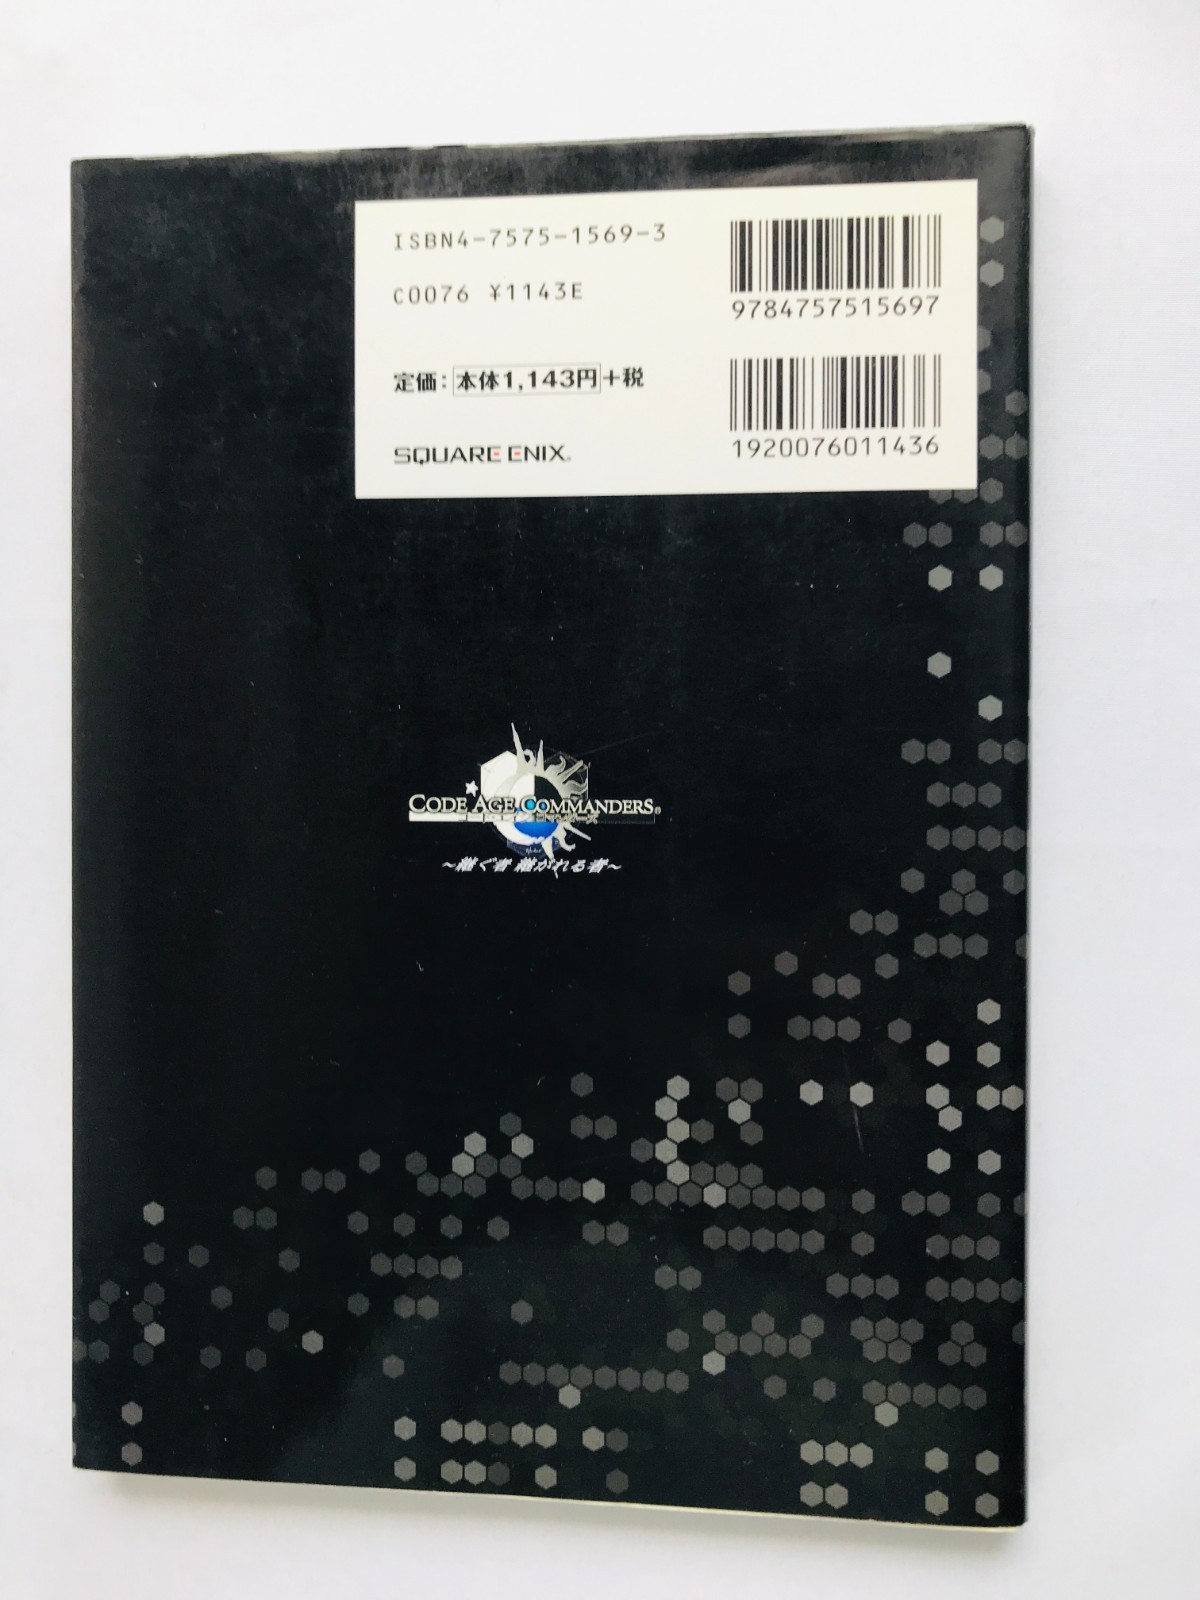 ISBN4-7575-1569-3
C0076 ¥1143E
9784757515697
定価：本体1,143円+税
1920076011436
SQUARE ENIX.
CODE AGE COMMANDERS®
～継ぐ者 継がれる者～